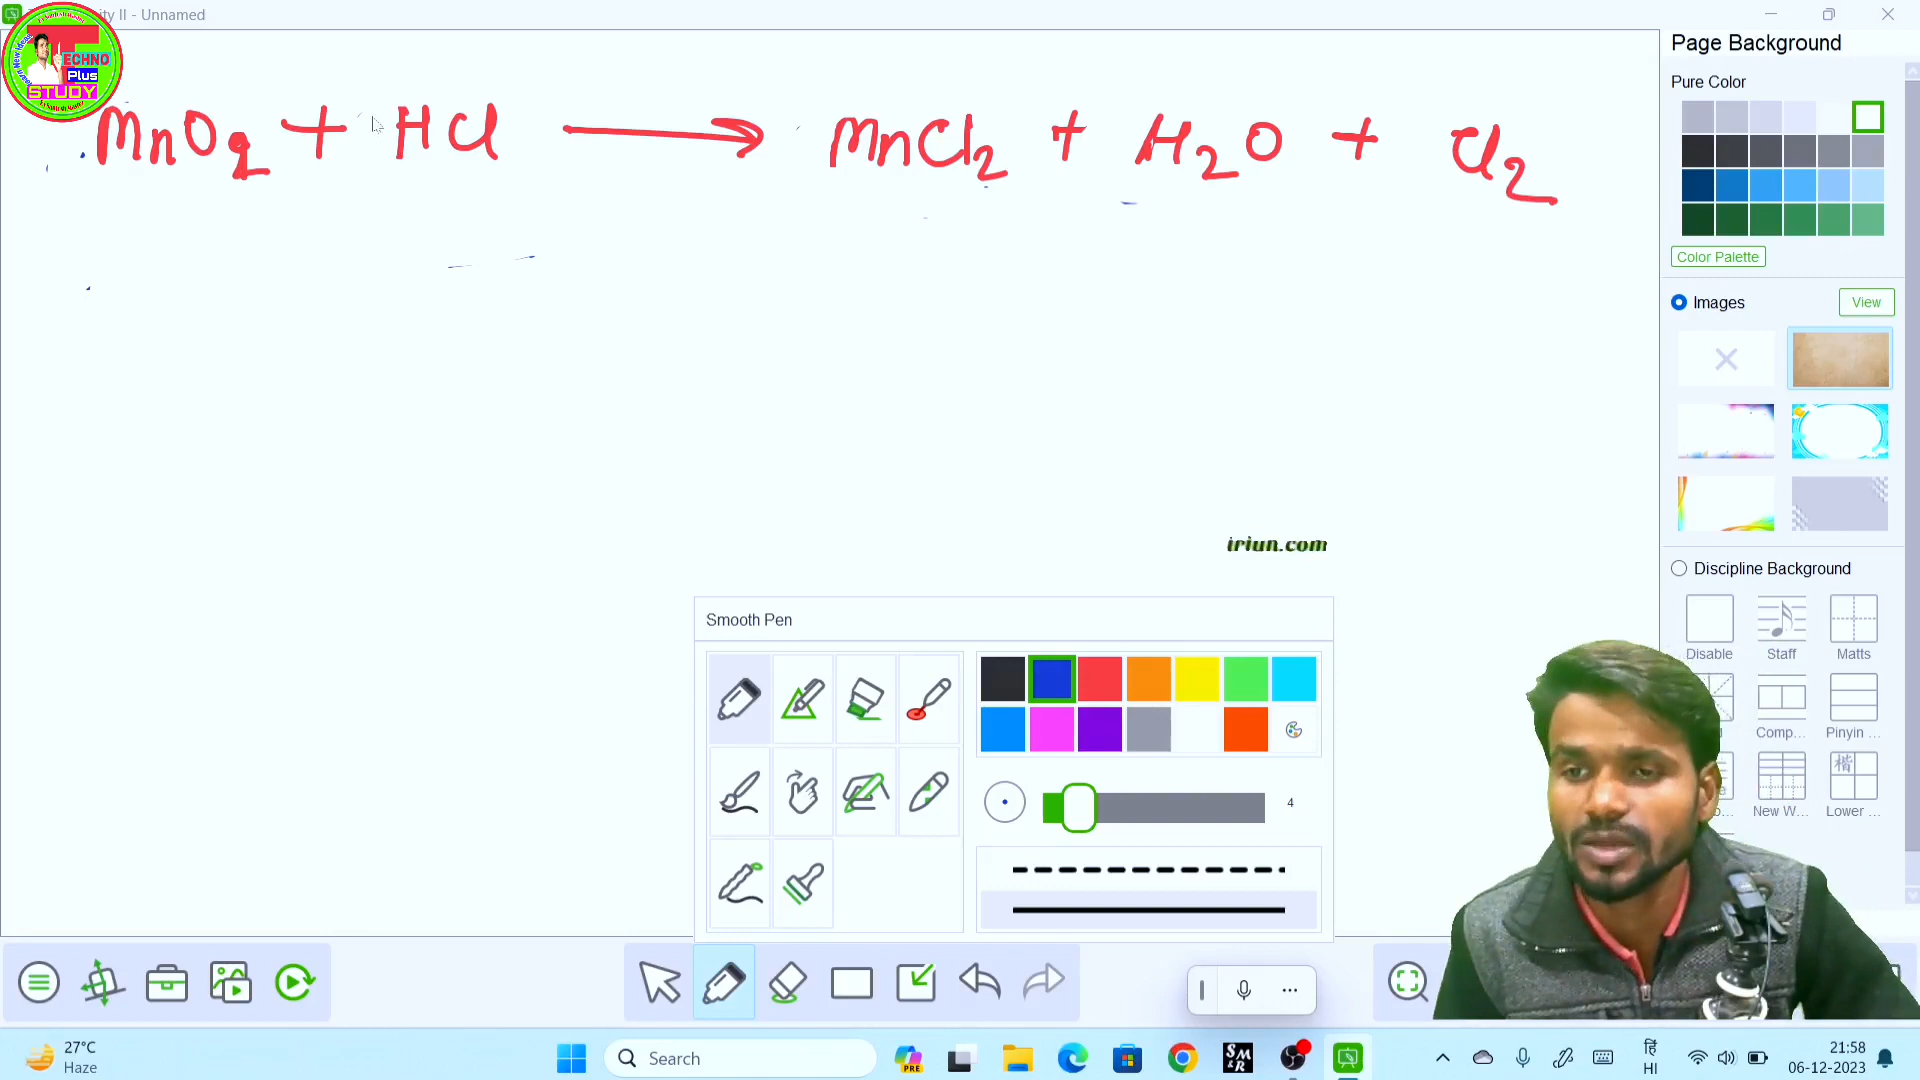 ity II - Unnamed
ECHNO
Plus
STUDY
MnO2 + HCl ⟶ MnCl2 + H2O + Cl2
iriun.com
Page Background
Pure Color
Color Palette
Images
View
Discipline Background
Disable
Staff
Matts
Comp...
Pinyin ...
New W...
Lower ...
Smooth Pen
4
27°C
Haze
Search
PRE
SM
&R
हिं
HI
21:58
06-12-2023